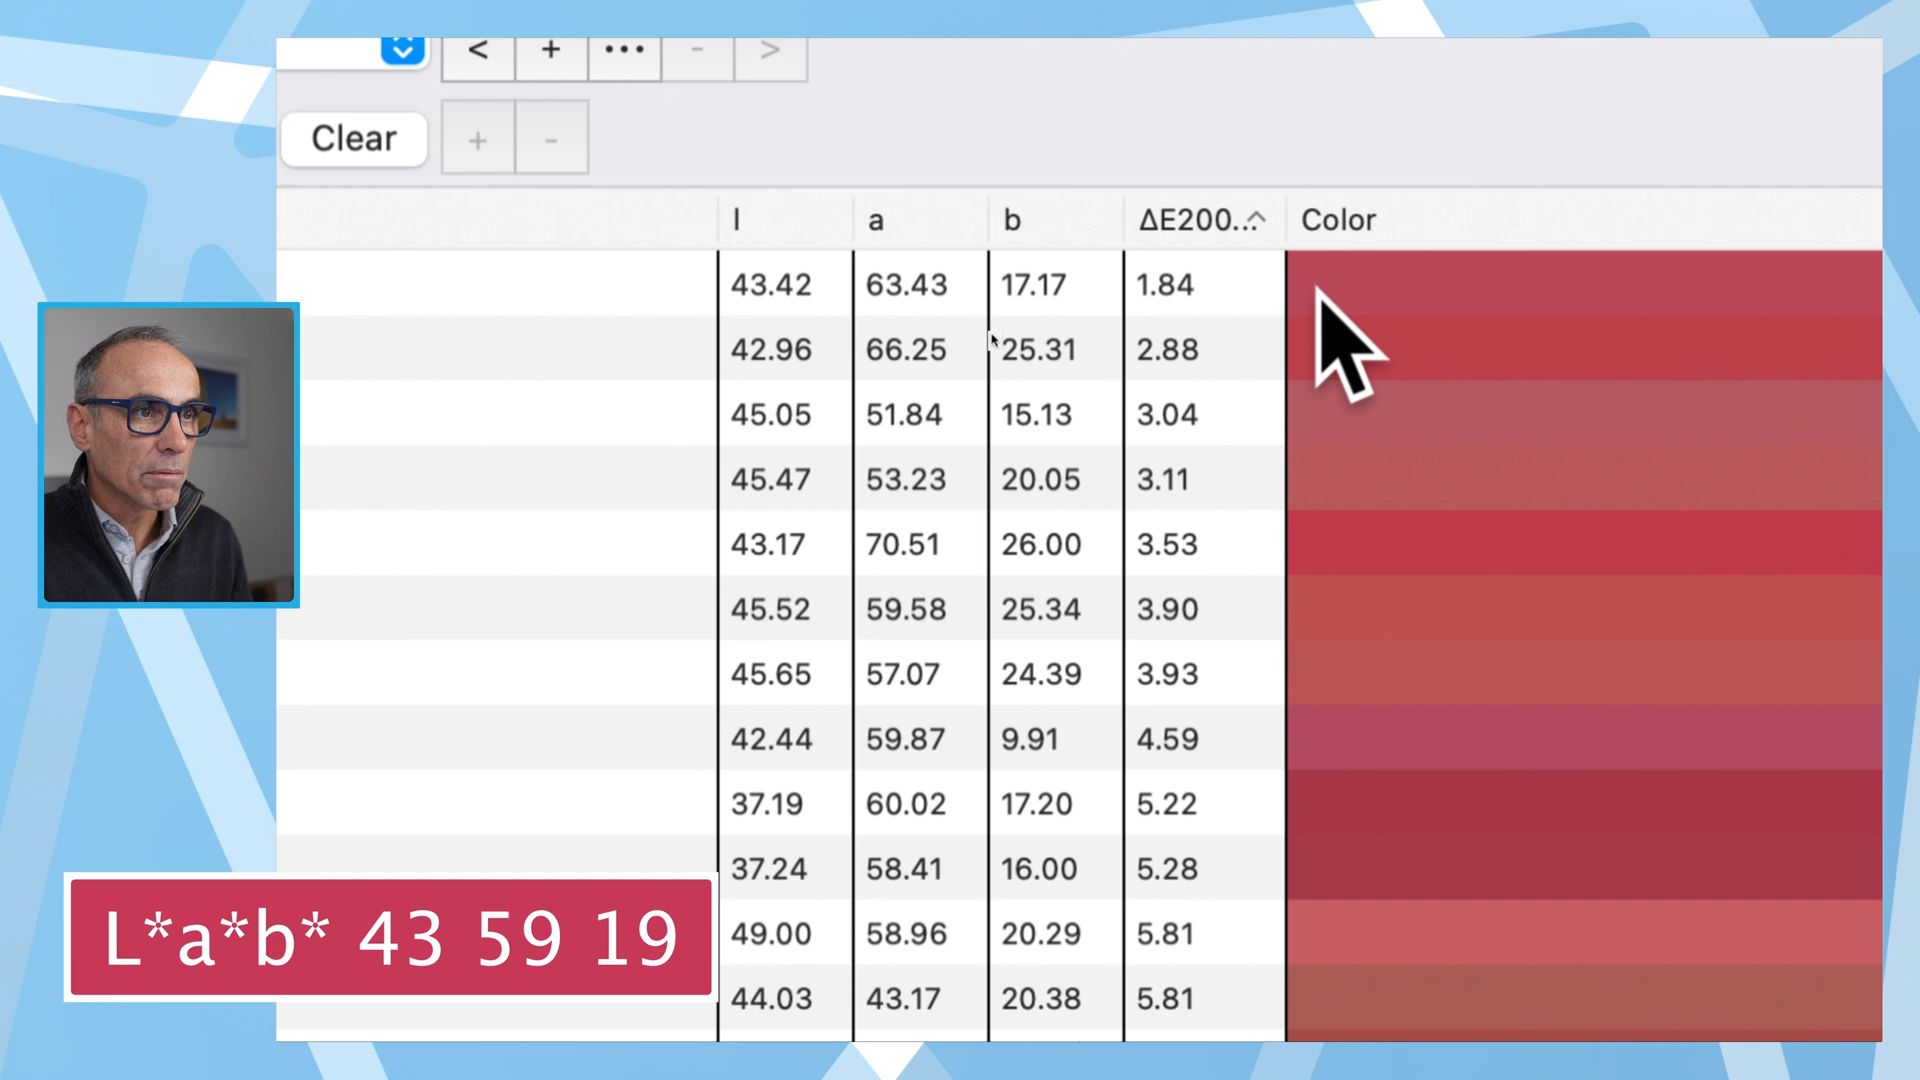 < + ••• - >
Clear + -
l a b ΔE200... Color
43.42 63.43 17.17 1.84
42.96 66.25 25.31 2.88
45.05 51.84 15.13 3.04
45.47 53.23 20.05 3.11
43.17 70.51 26.00 3.53
45.52 59.58 25.34 3.90
45.65 57.07 24.39 3.93
42.44 59.87 9.91 4.59
37.19 60.02 17.20 5.22
37.24 58.41 16.00 5.28
49.00 58.96 20.29 5.81
44.03 43.17 20.38 5.81
L*a*b* 43 59 19